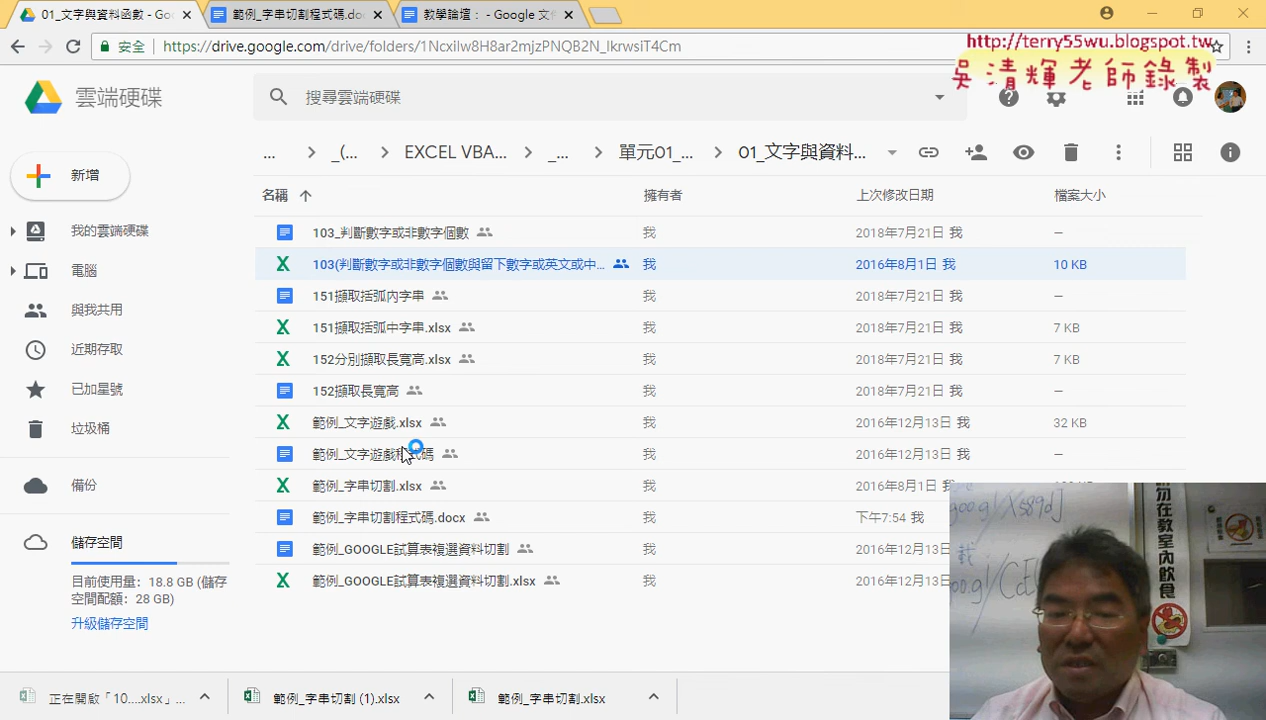 01_文字與資料函數 - Goo
範例_字串切割程式碼.doc
教學論壇： - Google 文件
安全
https://drive.google.com/drive/folders/1Ncxilw8H8ar2mjzPNQB2N_lkrwsiT4Cm
http://terry55wu.blogspot.tw
吳清輝老師錄製
雲端硬碟
搜尋雲端硬碟
新增
... > _(... > EXCEL VBA... > _... > 單元01_... > 01_文字與資料...
名稱 擁有者 上次修改日期 檔案大小
我的雲端硬碟
電腦
與我共用
近期存取
已加星號
垃圾桶
備份
儲存空間
目前使用量：18.8 GB (儲存
空間配額：28 GB)
升級儲存空間
103_判斷數字或非數字個數 我 2018年7月21日 我 –
103(判斷數字或非數字個數與留下數字或英文或中... 我 2016年8月1日 我 10 KB
151擷取括弧內字串 我 2018年7月21日 我 –
151擷取括弧中字串.xlsx 我 2018年7月21日 我 7 KB
152分別擷取長寬高.xlsx 我 2018年7月21日 我 7 KB
152擷取長寬高 我 2018年7月21日 我 –
範例_文字遊戲.xlsx 我 2016年12月13日 我 32 KB
範例_文字遊戲程式碼 我 2016年12月13日 我 –
範例_字串切割.xlsx 我 2016年8月1日 我
範例_字串切割程式碼.docx 我 下午7:54 我
範例_GOOGLE試算表複選資料切割 我 2016年12月13日
範例_GOOGLE試算表複選資料切割.xlsx 我 2016年12月13日
勿在教室內飲食
正在開啟「10....xlsx」...
範例_字串切割 (1).xlsx
範例_字串切割.xlsx